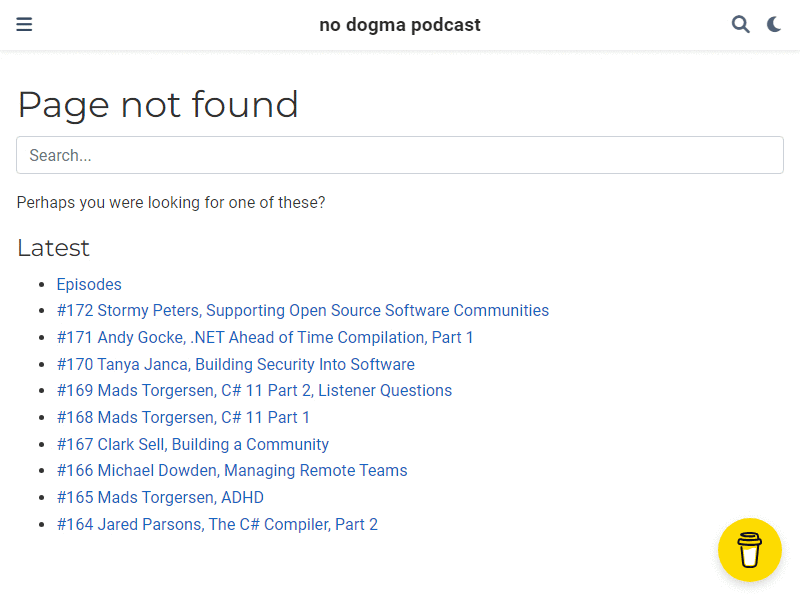 no dogma podcast
Page not found
Search...
Perhaps you were looking for one of these?
Latest
Episodes
#172 Stormy Peters, Supporting Open Source Software Communities
#171 Andy Gocke, .NET Ahead of Time Compilation, Part 1
#170 Tanya Janca, Building Security Into Software
#169 Mads Torgersen, C# 11 Part 2, Listener Questions
#168 Mads Torgersen, C# 11 Part 1
#167 Clark Sell, Building a Community
#166 Michael Dowden, Managing Remote Teams
#165 Mads Torgersen, ADHD
#164 Jared Parsons, The C# Compiler, Part 2